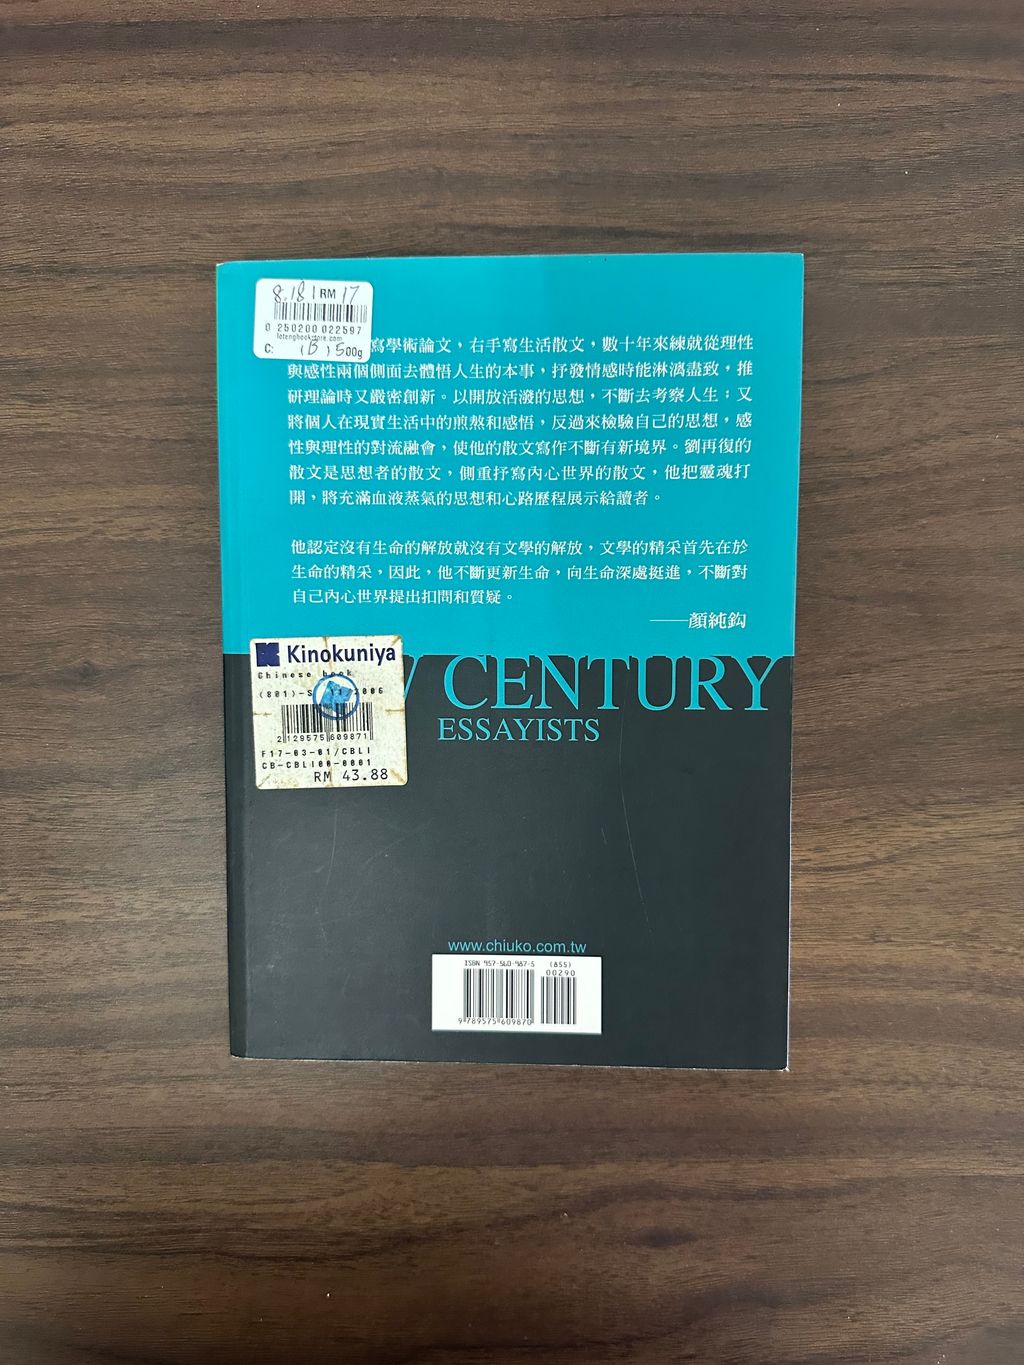 8.18 | RM 17
0 250200 022597
C: (B) 500g
寫學術論文，右手寫生活散文，數十年來練就從理性
與感性兩個側面去體悟人生的本事，抒發情感時能淋漓盡致，推
研理論時又嚴密創新。以開放活潑的思想，不斷去考察人生；又
將個人在現實生活中的煎熬和感悟，反過來檢驗自己的思想，感
性與理性的對流融會，使他的散文寫作不斷有新境界。劉再復的
散文是思想者的散文，側重抒寫內心世界的散文，他把靈魂打
開，將充滿血液蒸氣的思想和心路歷程展示給讀者。
他認定沒有生命的解放就沒有文學的解放，文學的精采首先在於
生命的精采，因此，他不斷更新生命，向生命深處挺進，不斷對
自己內心世界提出扣問和質疑。
——顏純鈎
Kinokuniya
Chinese book
2 129575 609871
F17-03-01/CBLI
CB-CBLI00-0001
RM 43.88
CENTURY
ESSAYISTS
www.chiuko.com.tw
ISBN 957-560-987-5 (855)
00290
9 789575 609870